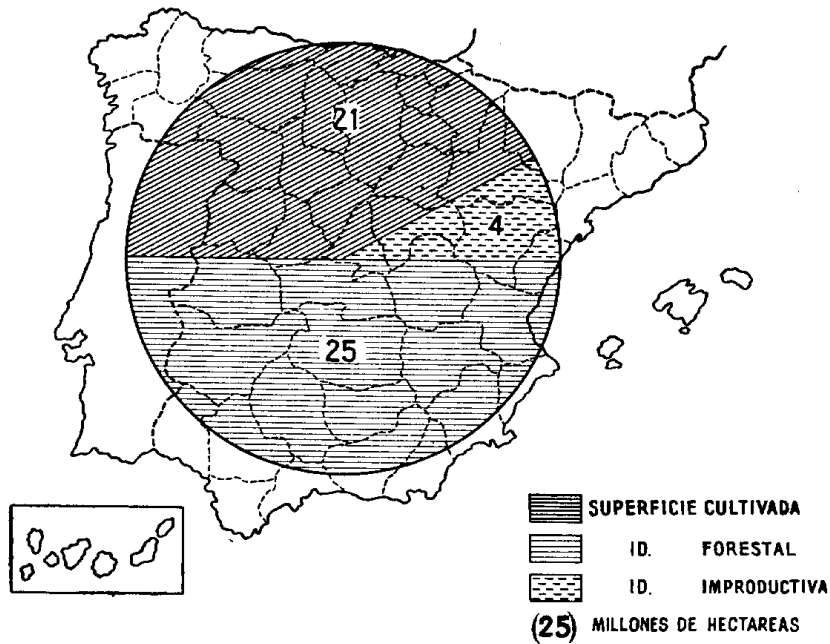 21
4
25
SUPERFICIE CULTIVADA
ID. FORESTAL
ID. IMPRODUCTIVA
(25) MILLONES DE HECTAREAS